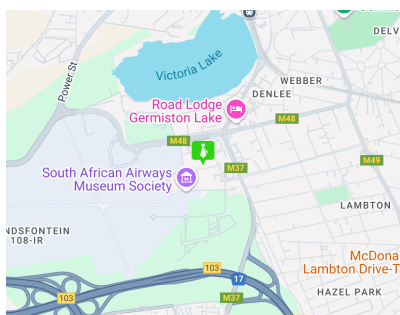 DELV
Victoria Lake
Power St
WEBBER
DENLEE
Road Lodge
Germiston Lake
M48
M48
M49
M37
South African Airways
Museum Society
LAMBTON
NDSFONTEIN
108-IR
McDona
Lambton Drive-T
103
17
HAZEL PARK
103
M37